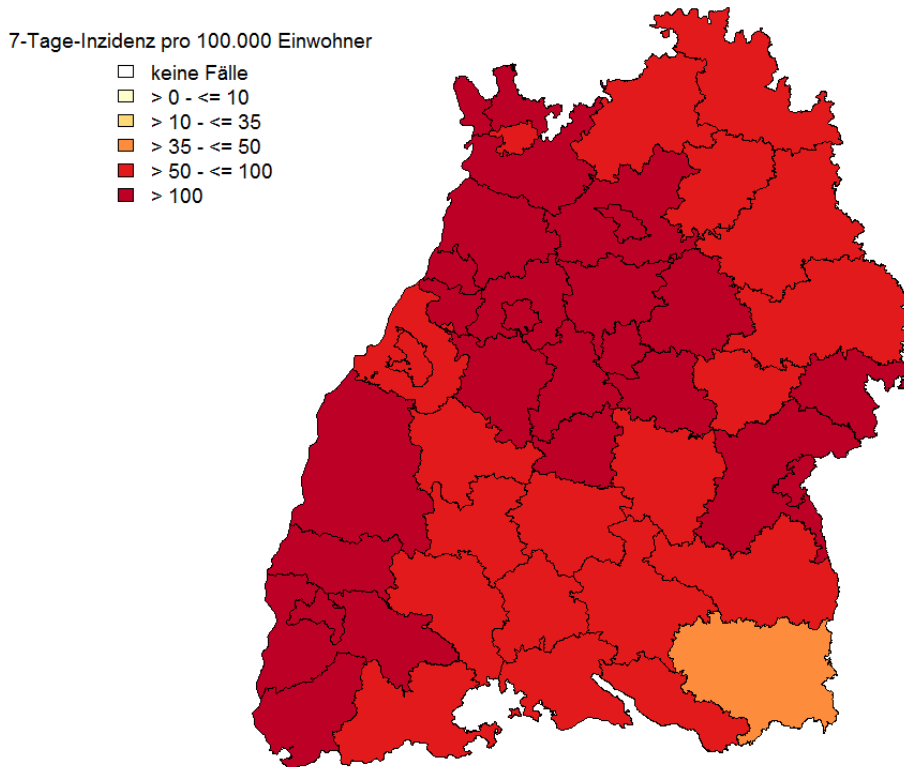 7-Tage-Inzidenz pro 100.000 Einwohner
keine Fälle
> 0 - <= 10
> 10 - <= 35
> 35 - <= 50
> 50 - <= 100
> 100